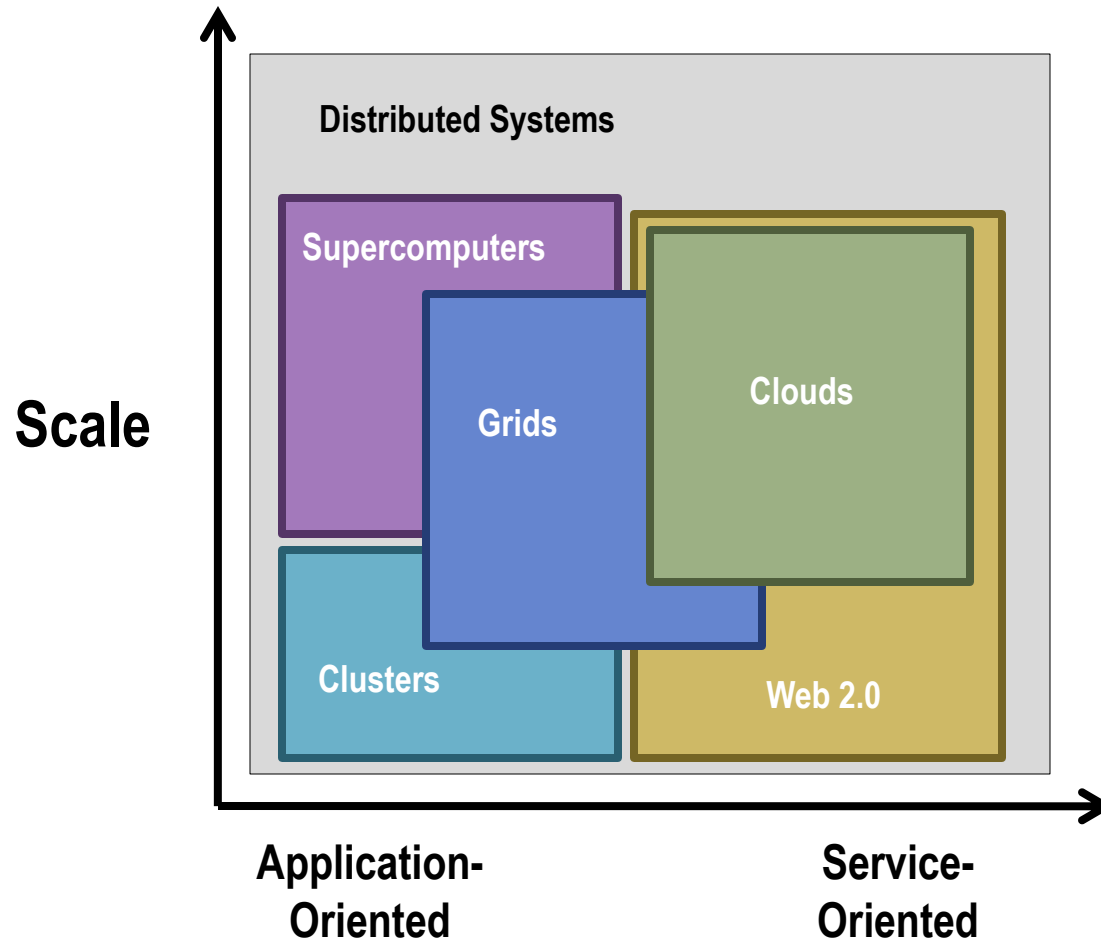 Distributed Systems
Supercomputers
Clouds
Scale
Grids
Clusters
Web 2.0
Application-
Oriented
Service-
Oriented